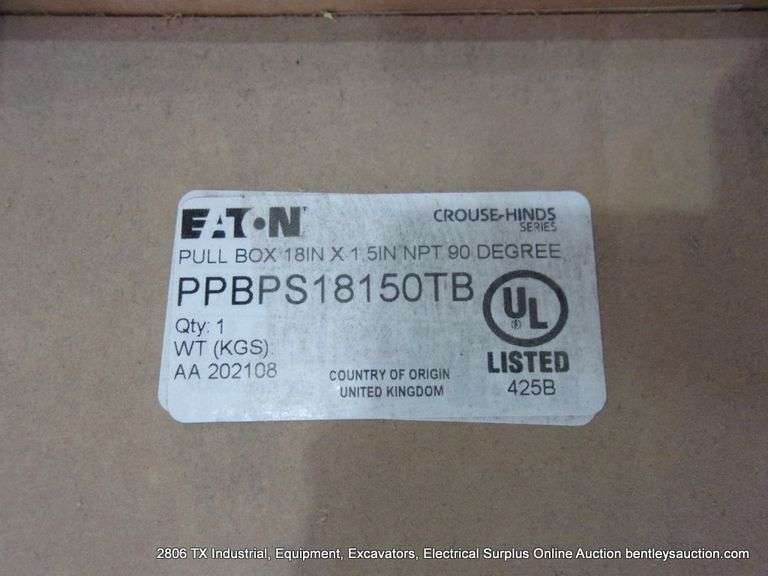 EATON
CROUSE-HINDS
SERIES
PULL BOX 18IN X 1.5IN NPT 90 DEGREE
PPBPS18150TB
Qty: 1
WT (KGS):
AA 202108
COUNTRY OF ORIGIN
UNITED KINGDOM
UL
LISTED
425B
2806 TX Industrial, Equipment, Excavators, Electrical Surplus Online Auction bentleysauction.com